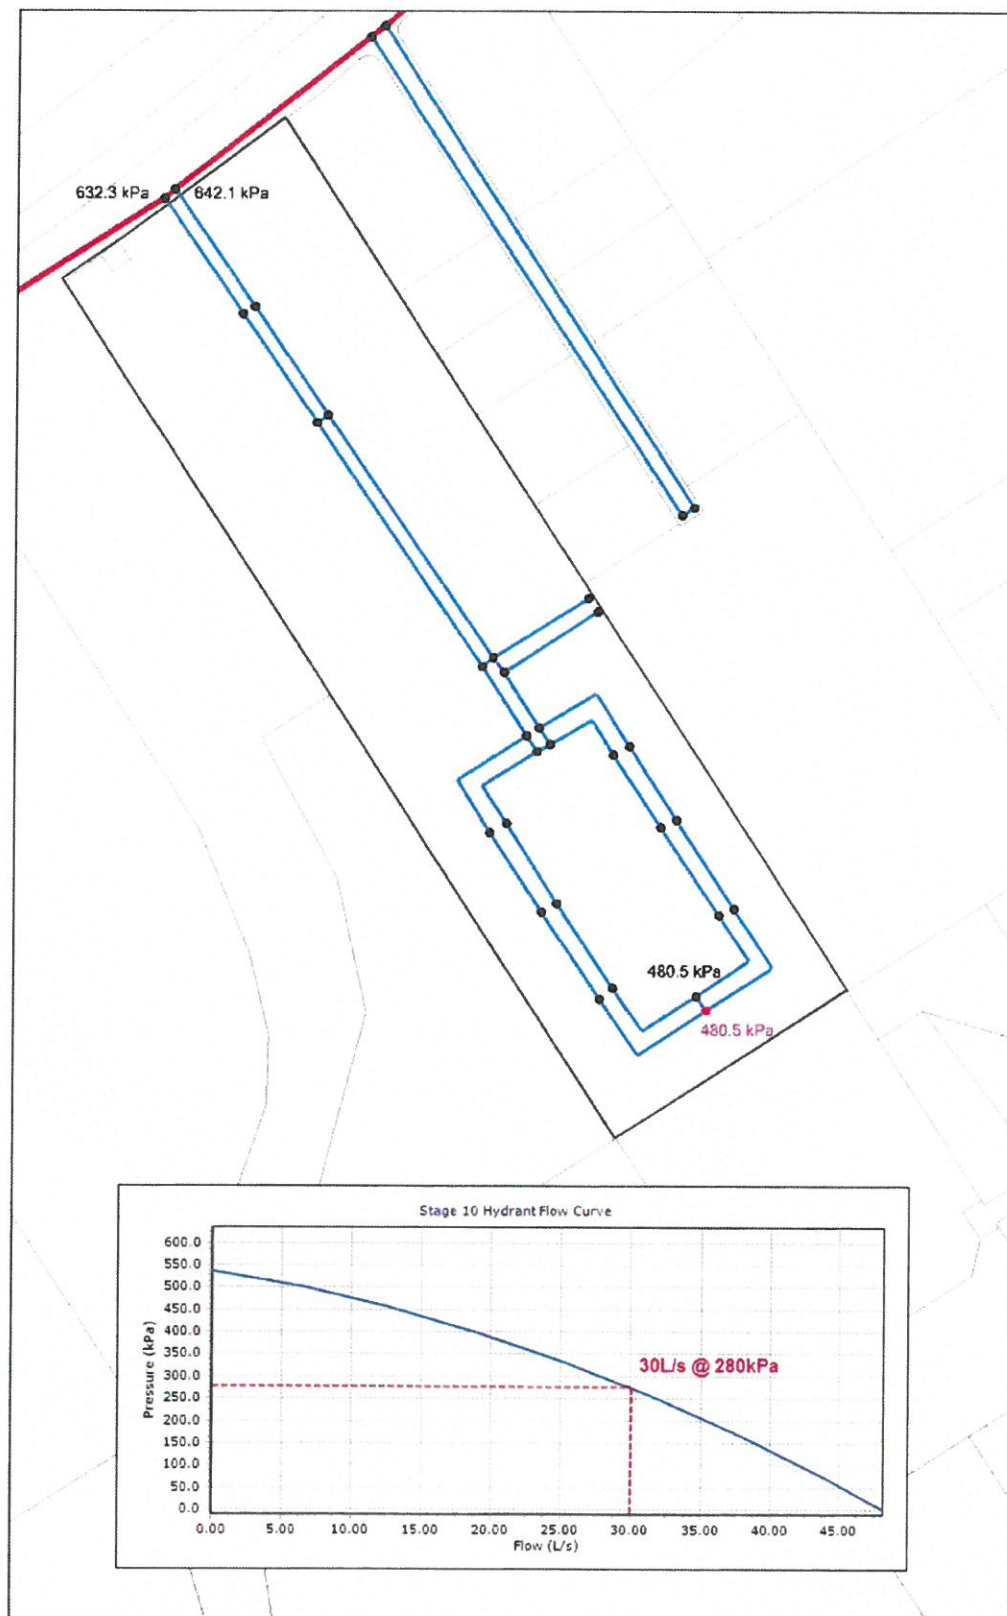 632.3 kPa
642.1 kPa
480.5 kPa
480.5 kPa
Stage 10 Hydrant Flow Curve
Pressure (kPa)
600.0
550.0
500.0
450.0
400.0
350.0
300.0
250.0
200.0
150.0
100.0
50.0
0.0
30L/s @ 280kPa
0.00 5.00 10.00 15.00 20.00 25.00 30.00 35.00 40.00 45.00
Flow (L/s)